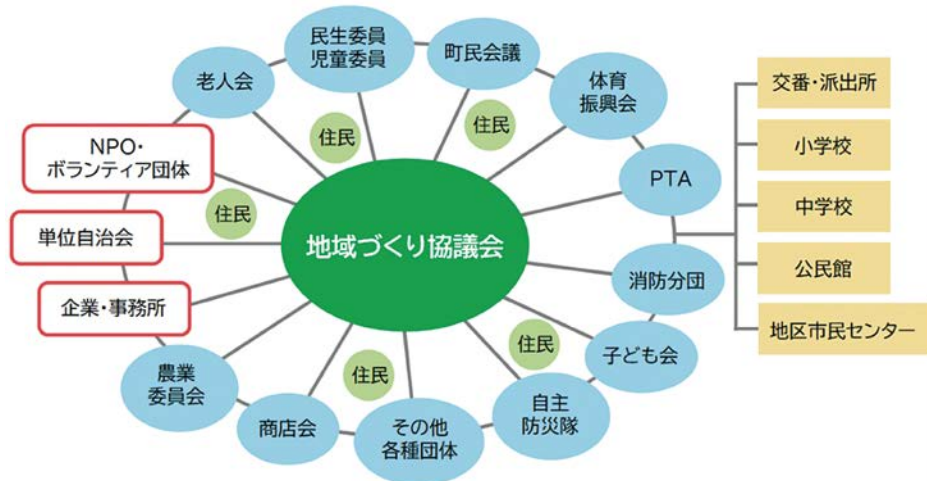 民生委員
児童委員
町民会議
老人会
体育
振興会
交番・派出所
住民
住民
NPO・
ボランティア団体
小学校
PTA
住民
中学校
単位自治会
地域づくり協議会
公民館
消防分団
企業・事務所
地区市民センター
子ども会
住民
住民
農業
委員会
自主
防災隊
商店会
その他
各種団体